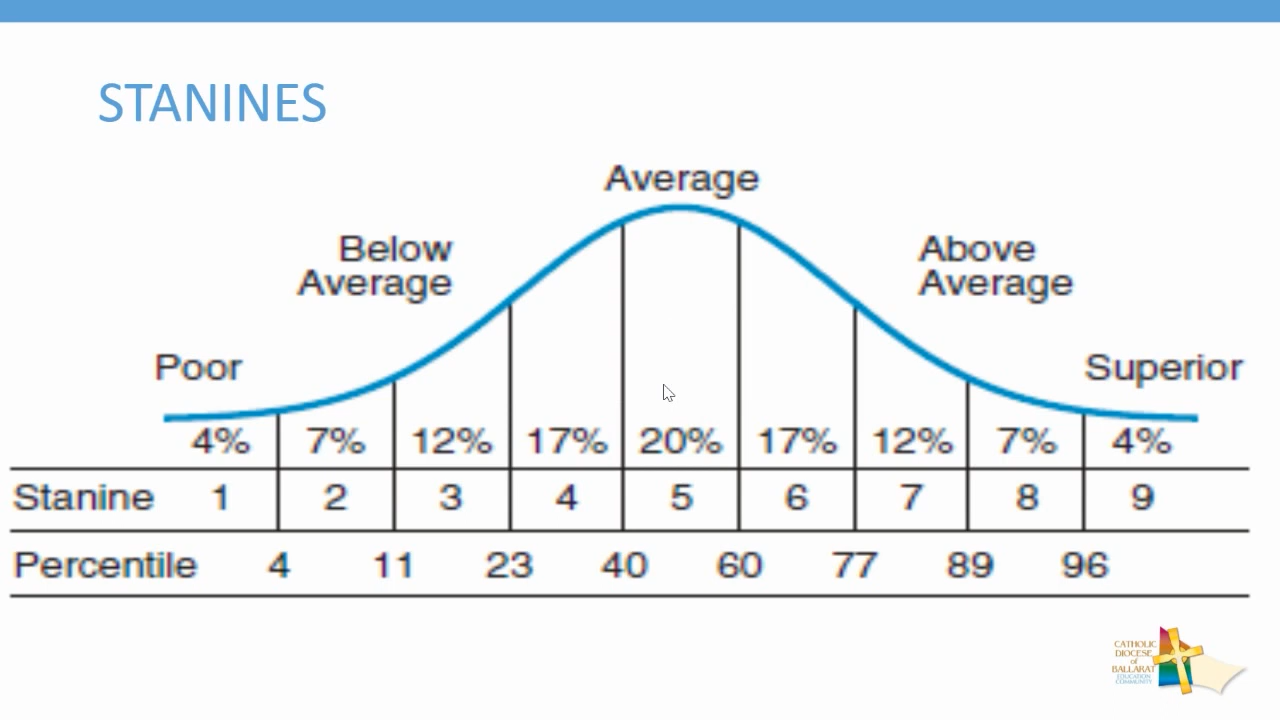 STANINES
Average
Below
Average
Above
Average
Poor
Superior
4% 7% 12% 17% 20% 17% 12% 7% 4%
Stanine 1 2 3 4 5 6 7 8 9
Percentile 4 11 23 40 60 77 89 96
CATHOLIC
DIOCESE
of
BALLARAT
EDUCATION
COMMUNITY